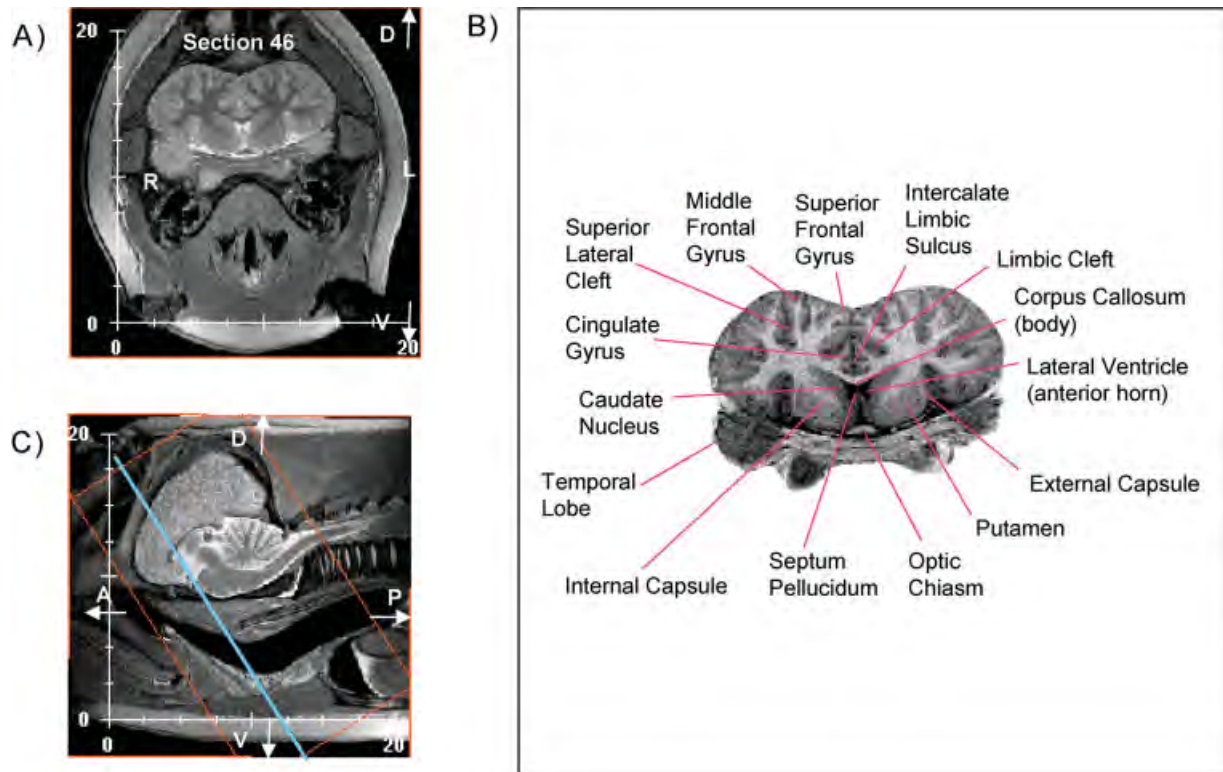 A)
Section 46
20
D
R
L
V
0
0
20
B)
Middle
Frontal
Gyrus
Superior
Frontal
Gyrus
Intercalate
Limbic
Sulcus
Superior
Lateral
Cleft
Limbic Cleft
Cingulate
Gyrus
Corpus Callosum
(body)
Lateral Ventricle
(anterior horn)
Caudate
Nucleus
Temporal
Lobe
External Capsule
Putamen
Internal Capsule
Septum
Pellucidum
Optic
Chiasm
C)
20
D
A
P
0
V
0
20